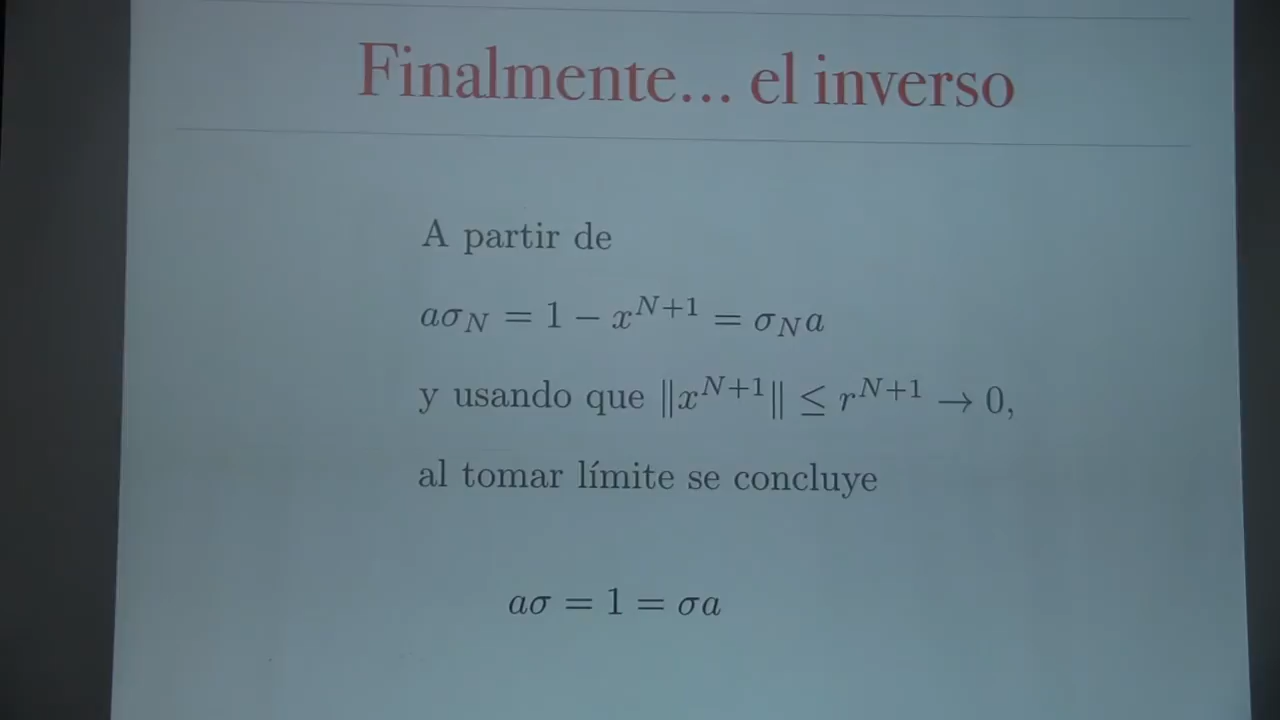 Finalmente... el inverso
A partir de
aσ_N = 1 − x^{N+1} = σ_N a
y usando que ‖x^{N+1}‖ ≤ r^{N+1} → 0,
al tomar límite se concluye
aσ = 1 = σa